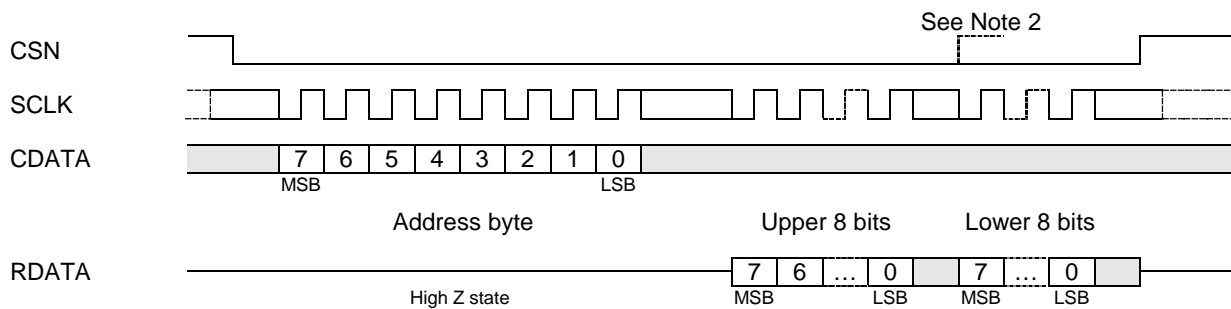 See Note 2
CSN
SCLK
CDATA 7 6 5 4 3 2 1 0
MSB LSB
Address byte Upper 8 bits Lower 8 bits
RDATA 7 6 ... 0 7 ... 0
High Z state MSB LSB MSB LSB